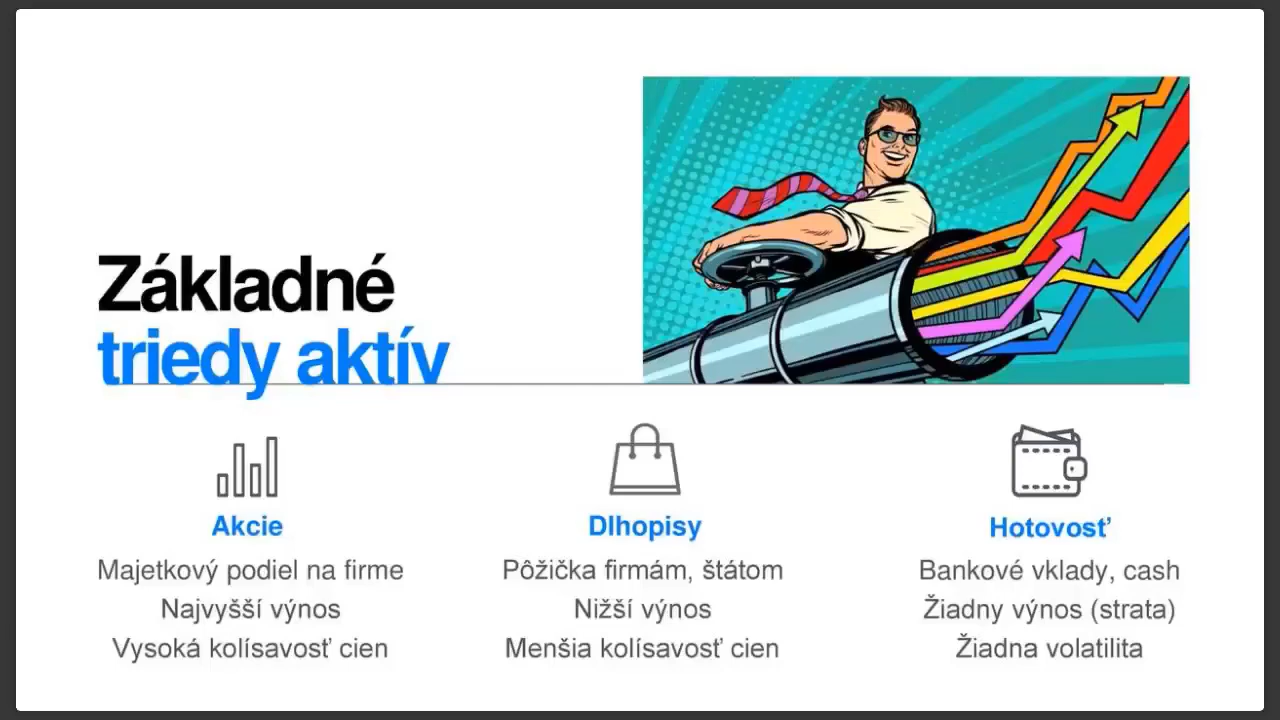 Základné
triedy aktív
Akcie
Majetkový podiel na firme
Najvyšší výnos
Vysoká kolísavosť cien
Dlhopisy
Pôžička firmám, štátom
Nižší výnos
Menšia kolísavosť cien
Hotovosť
Bankové vklady, cash
Žiadny výnos (strata)
Žiadna volatilita